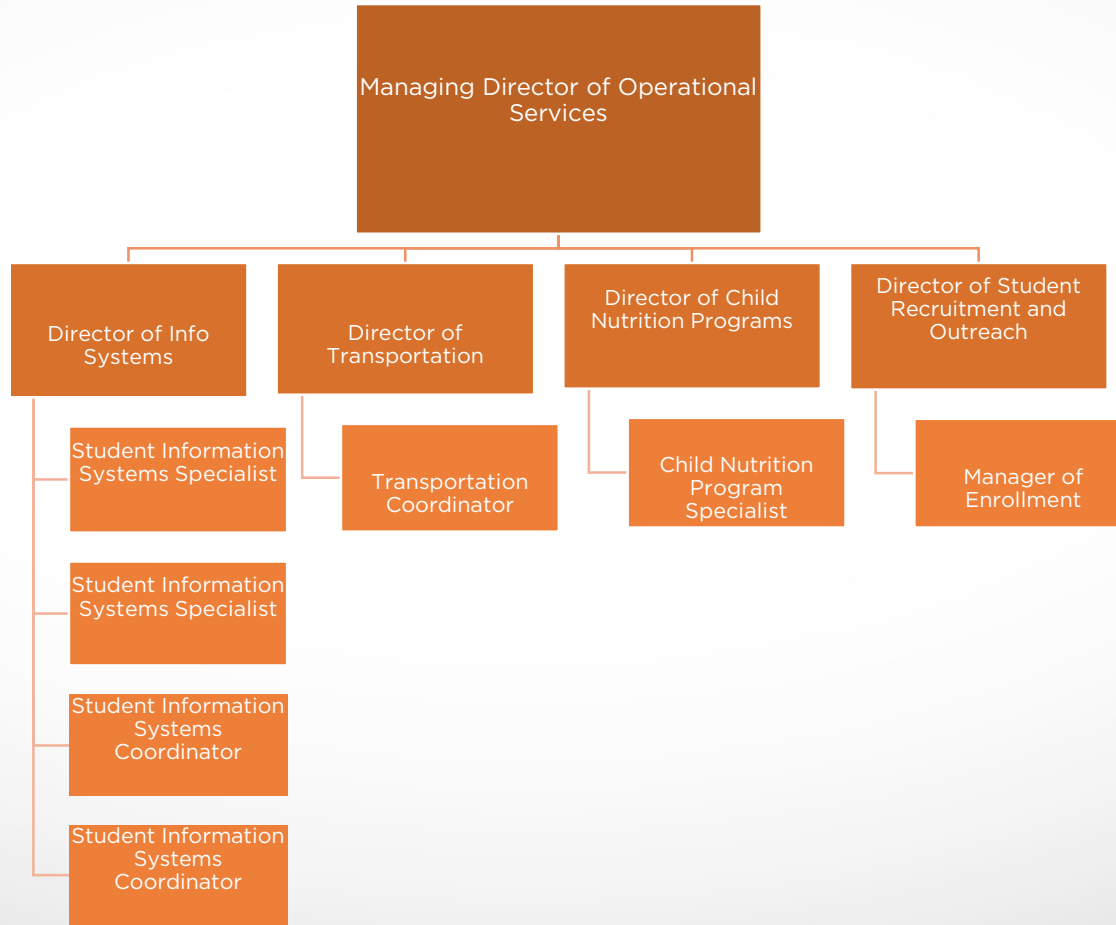 Managing Director of Operational
Services
Director of Info
Systems
Director of
Transportation
Director of Child
Nutrition Programs
Director of Student
Recruitment and
Outreach
Student Information
Systems Specialist
Transportation
Coordinator
Child Nutrition
Program
Specialist
Manager of
Enrollment
Student Information
Systems Specialist
Student Information
Systems
Coordinator
Student Information
Systems
Coordinator